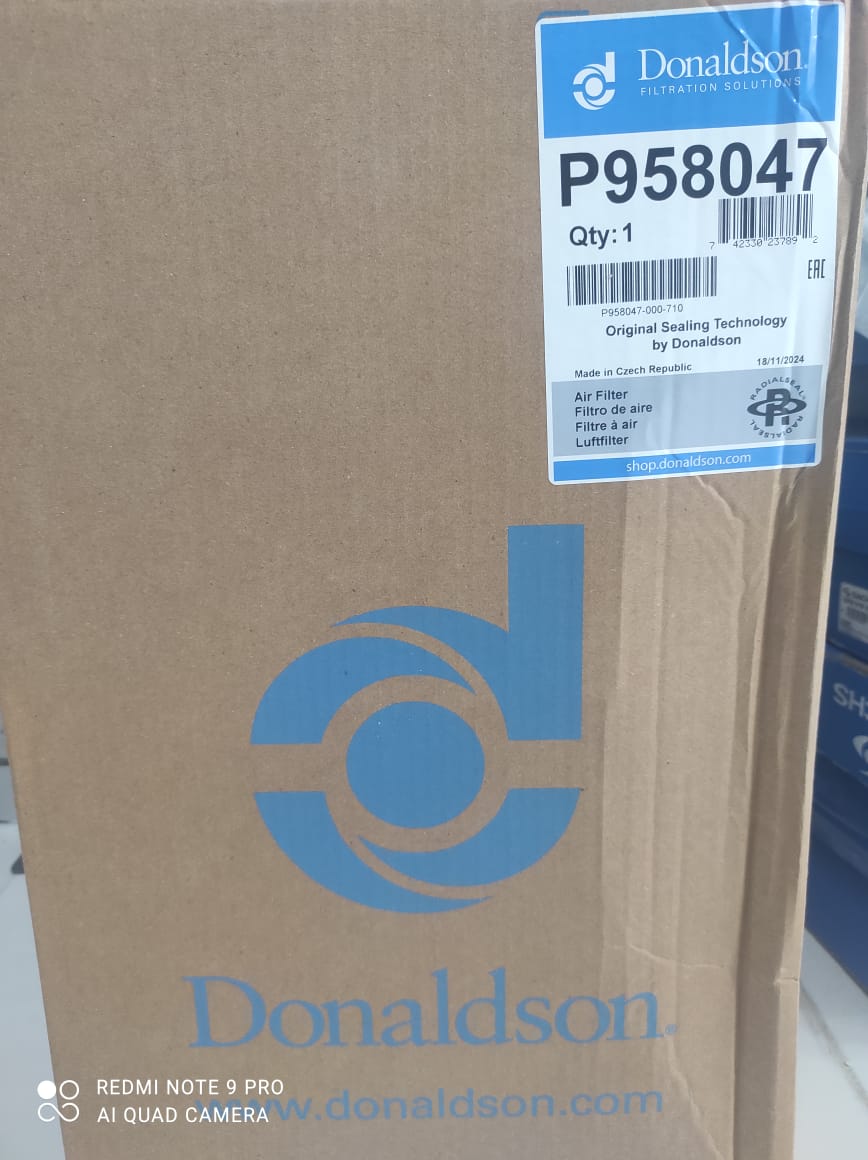 Donaldson.
FILTRATION SOLUTIONS
P958047
Qty: 1
7 42330 23789 2
EAC
P958047-000-710
Original Sealing Technology
by Donaldson
18/11/2024
Made in Czech Republic
Air Filter
Filtro de aire
Filtre à air
Luftfilter
RADIALSEAL
RADIALSEAL
shop.donaldson.com
Donaldson®
www.donaldson.com
REDMI NOTE 9 PRO
AI QUAD CAMERA